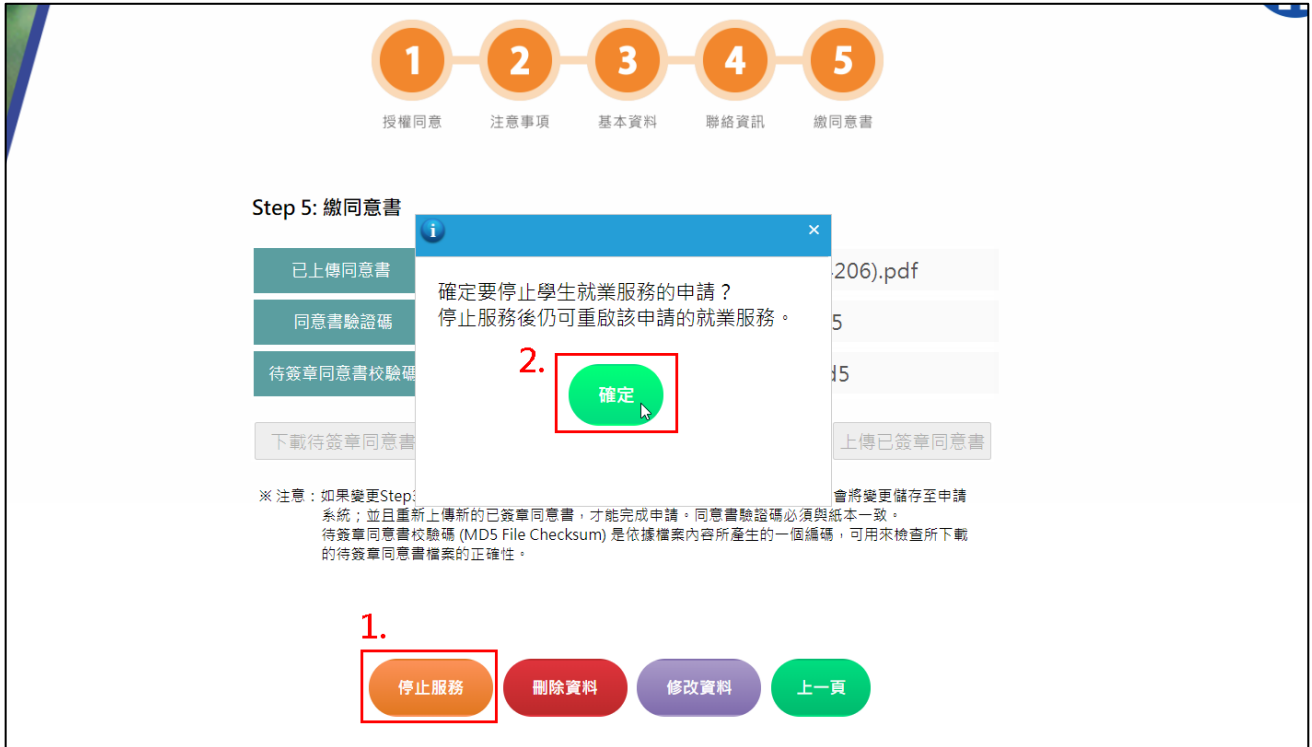 1
2
3
4
5
授權同意
注意事項
基本資料
聯絡資訊
繳同意書
Step 5: 繳同意書
已上傳同意書
206).pdf
同意書驗證碼
5
待簽章同意書校驗碼
d5
確定要停止學生就業服務的申請？
停止服務後仍可重啟該申請的就業服務。
2.
確定
下載待簽章同意書
上傳已簽章同意書
※ 注意：如果變更Step3
會將變更儲存至申請
系統；並且重新上傳新的已簽章同意書，才能完成申請。同意書驗證碼必須與紙本一致。
待簽章同意書校驗碼 (MD5 File Checksum) 是依據檔案內容所產生的一個編碼，可用來檢查所下載
的待簽章同意書檔案的正確性。
1.
停止服務
刪除資料
修改資料
上一頁